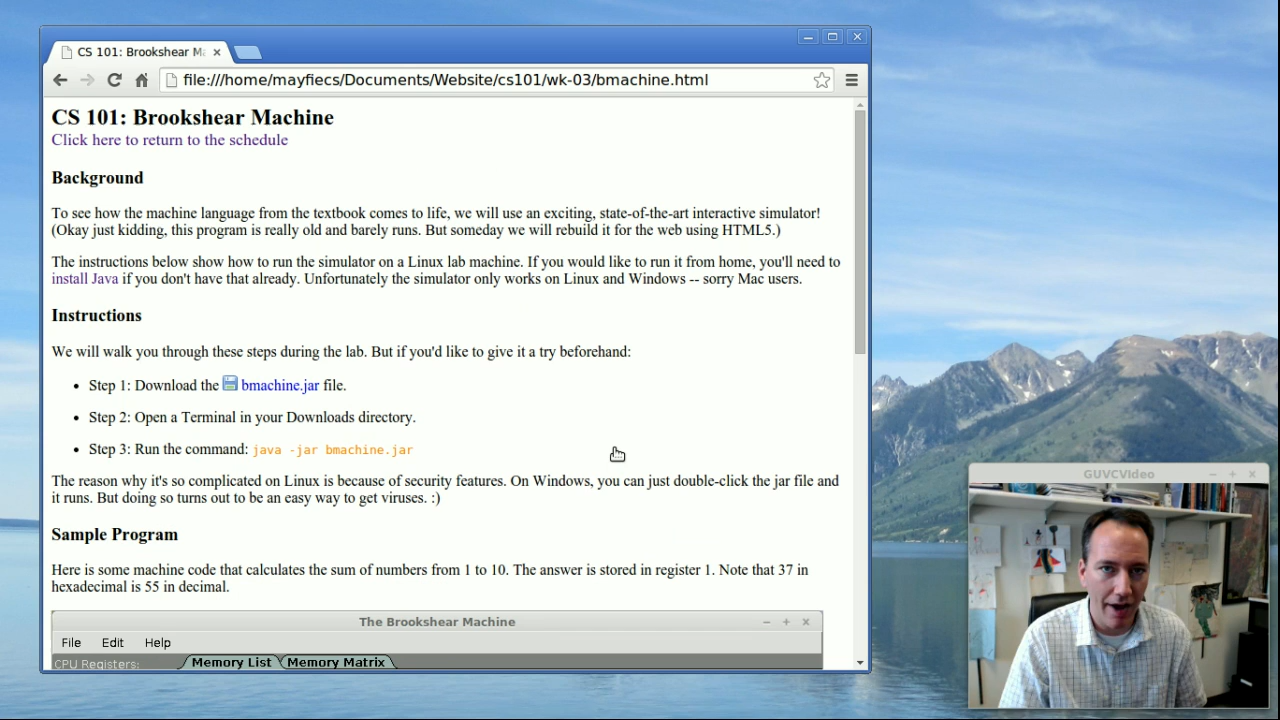 CS 101: Brookshear Ma
file:///home/mayfiecs/Documents/Website/cs101/wk-03/bmachine.html
CS 101: Brookshear Machine
Click here to return to the schedule
Background
To see how the machine language from the textbook comes to life, we will use an exciting, state-of-the-art interactive simulator!
(Okay just kidding, this program is really old and barely runs. But someday we will rebuild it for the web using HTML5.)
The instructions below show how to run the simulator on a Linux lab machine. If you would like to run it from home, you'll need to
install Java if you don't have that already. Unfortunately the simulator only works on Linux and Windows -- sorry Mac users.
Instructions
We will walk you through these steps during the lab. But if you'd like to give it a try beforehand:
• Step 1: Download the bmachine.jar file.
• Step 2: Open a Terminal in your Downloads directory.
• Step 3: Run the command: java -jar bmachine.jar
The reason why it's so complicated on Linux is because of security features. On Windows, you can just double-click the jar file and
it runs. But doing so turns out to be an easy way to get viruses. :)
Sample Program
Here is some machine code that calculates the sum of numbers from 1 to 10. The answer is stored in register 1. Note that 37 in
hexadecimal is 55 in decimal.
The Brookshear Machine
File Edit Help
CPU Registers: Memory List Memory Matrix
GUVCVideo